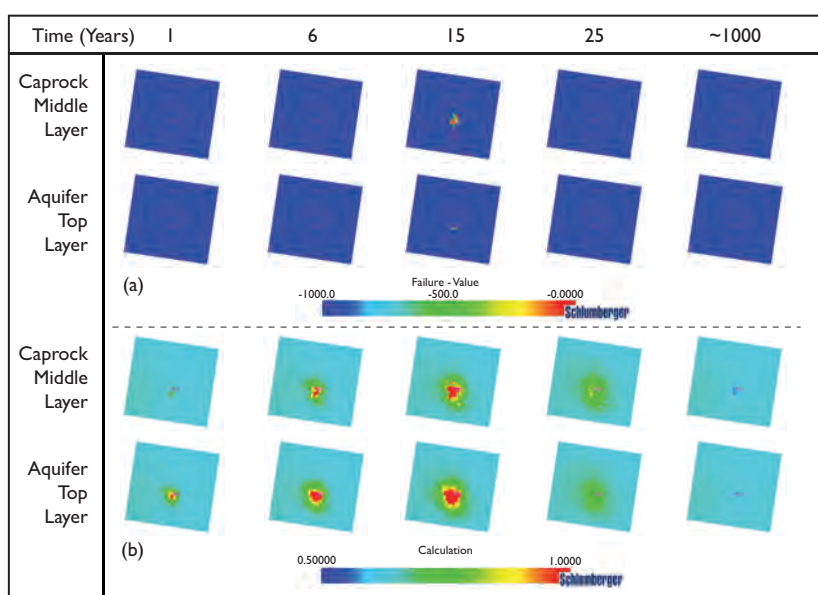 Time (Years) 1 6 15 25 ~1000
Caprock
Middle
Layer
Aquifer
Top
Layer
(a)
Failure - Value
-1000.0 -500.0 -0.0000
Schlumberger
Caprock
Middle
Layer
Aquifer
Top
Layer
(b)
Calculation
0.50000 1.0000
Schlumberger